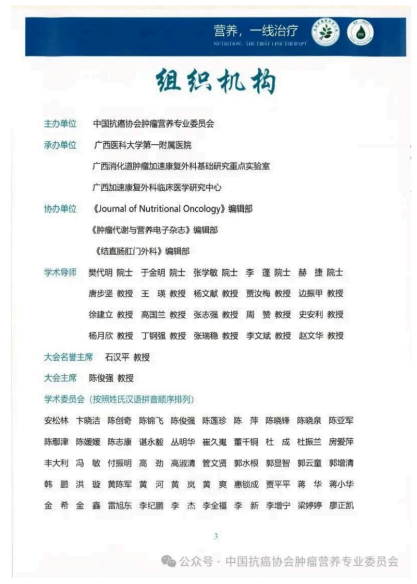 营养，一线治疗
NUTRITION, THE FIRST LINE THERAPY
组织机构
主办单位 中国抗癌协会肿瘤营养专业委员会
承办单位 广西医科大学第一附属医院
广西消化道肿瘤加速康复外科基础研究重点实验室
广西加速康复外科临床医学研究中心
协办单位 《Journal of Nutritional Oncology》编辑部
《肿瘤代谢与营养电子杂志》编辑部
《结直肠肛门外科》编辑部
学术导师 樊代明 院士 于金明 院士 张学敏 院士 李 蓬 院士 赫 捷 院士
唐步坚 教授 王 瑛 教授 杨文献 教授 贾汝梅 教授 边振甲 教授
徐建立 教授 高国兰 教授 张志强 教授 周 赞 教授 史安利 教授
杨月欣 教授 丁钢强 教授 张瑞稳 教授 李文斌 教授 赵文华 教授
大会名誉主席 石汉平 教授
大会主席 陈俊强 教授
学术委员会（按照姓氏汉语拼音顺序排列）
安松林 卞晓洁 陈创奇 陈锦飞 陈俊强 陈莲珍 陈 萍 陈晓锋 陈晓泉 陈亚军
陈鄢津 陈媛媛 陈志康 谌永毅 丛明华 崔久嵬 董千铜 杜 成 杜振兰 房爱萍
丰大利 冯 敏 付振明 高 劲 高淑清 管文贤 郭水根 郭显智 郭云童 郭增清
韩 鹏 洪 璇 黄陈军 黄 河 黄 岚 黄 爽 惠锁成 贾平平 蒋 华 蒋小华
金 希 金 鑫 雷旭东 李纪鹏 李 杰 李全福 李 新 李增宁 梁婷婷 廖正凯
3
公众号 · 中国抗癌协会肿瘤营养专业委员会